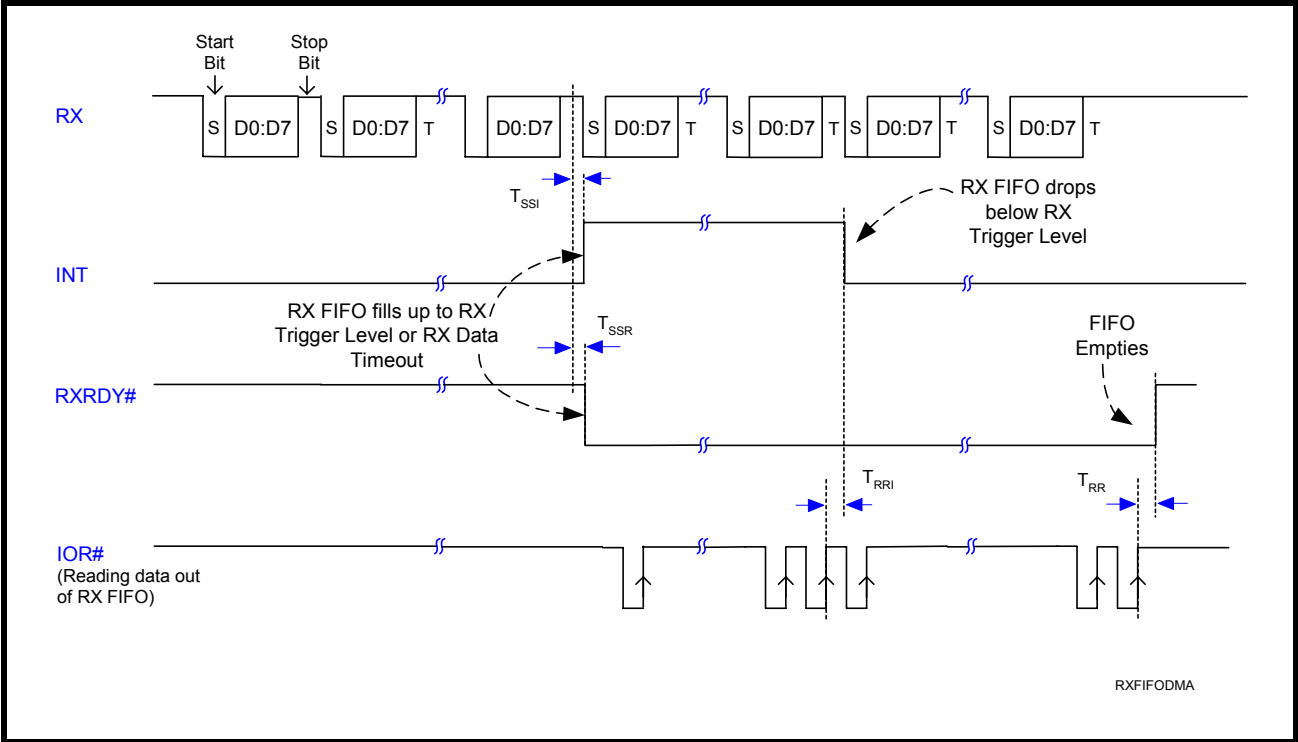 Start
Bit
Stop
Bit
RX
S D0:D7 S D0:D7 T D0:D7 S D0:D7 T S D0:D7 T S D0:D7 T S D0:D7 T
TSSI
RX FIFO drops
below RX
Trigger Level
INT
RX FIFO fills up to RX
Trigger Level or RX Data
Timeout
TSSR
FIFO
Empties
RXRDY#
TRRI
TRR
IOR#
(Reading data out
of RX FIFO)
RXFIFODMA